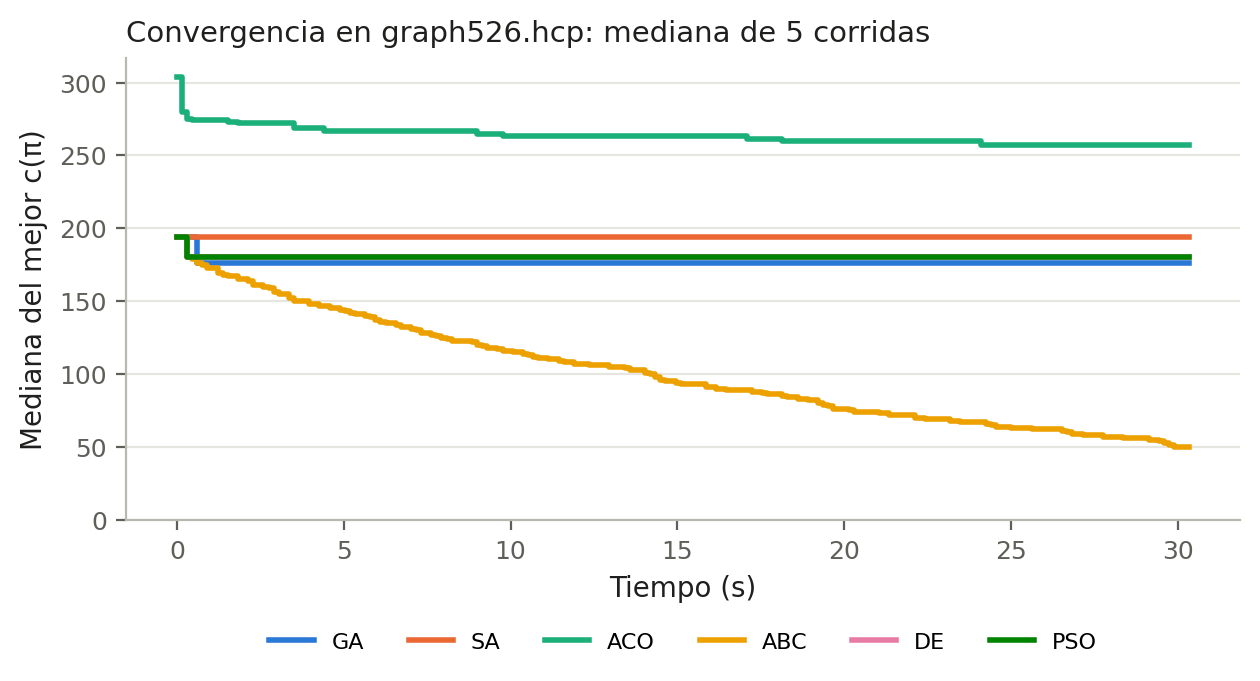 Convergencia en graph526.hcp: mediana de 5 corridas
Mediana del mejor c(π)
300
250
200
150
100
50
0
0 5 10 15 20 25 30
Tiempo (s)
GA SA ACO ABC DE PSO